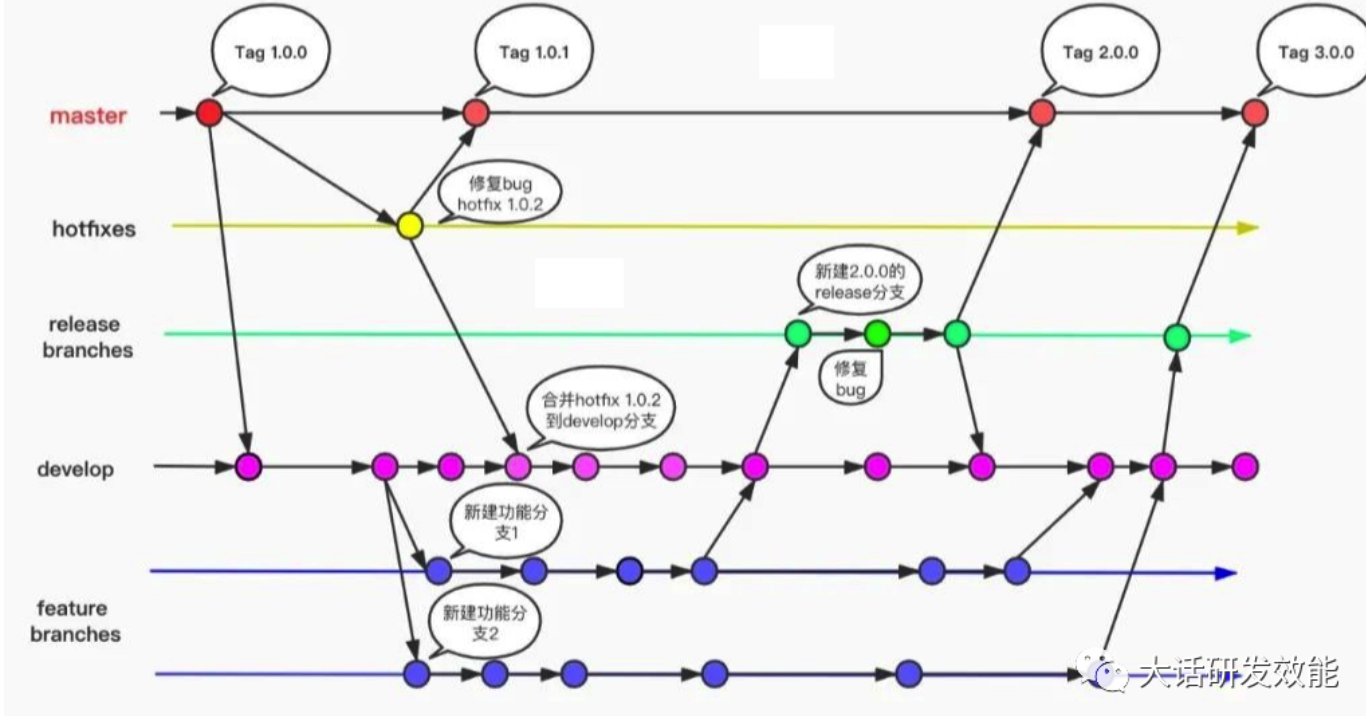 Tag 1.0.0
Tag 1.0.1
Tag 2.0.0
Tag 3.0.0
master
修复bug
hotfix 1.0.2
hotfixes
新建2.0.0的
release分支
release
branches
修复
bug
合并hotfix 1.0.2
到develop分支
develop
新建功能分
支1
feature
branches
新建功能分
支2
大话研发效能